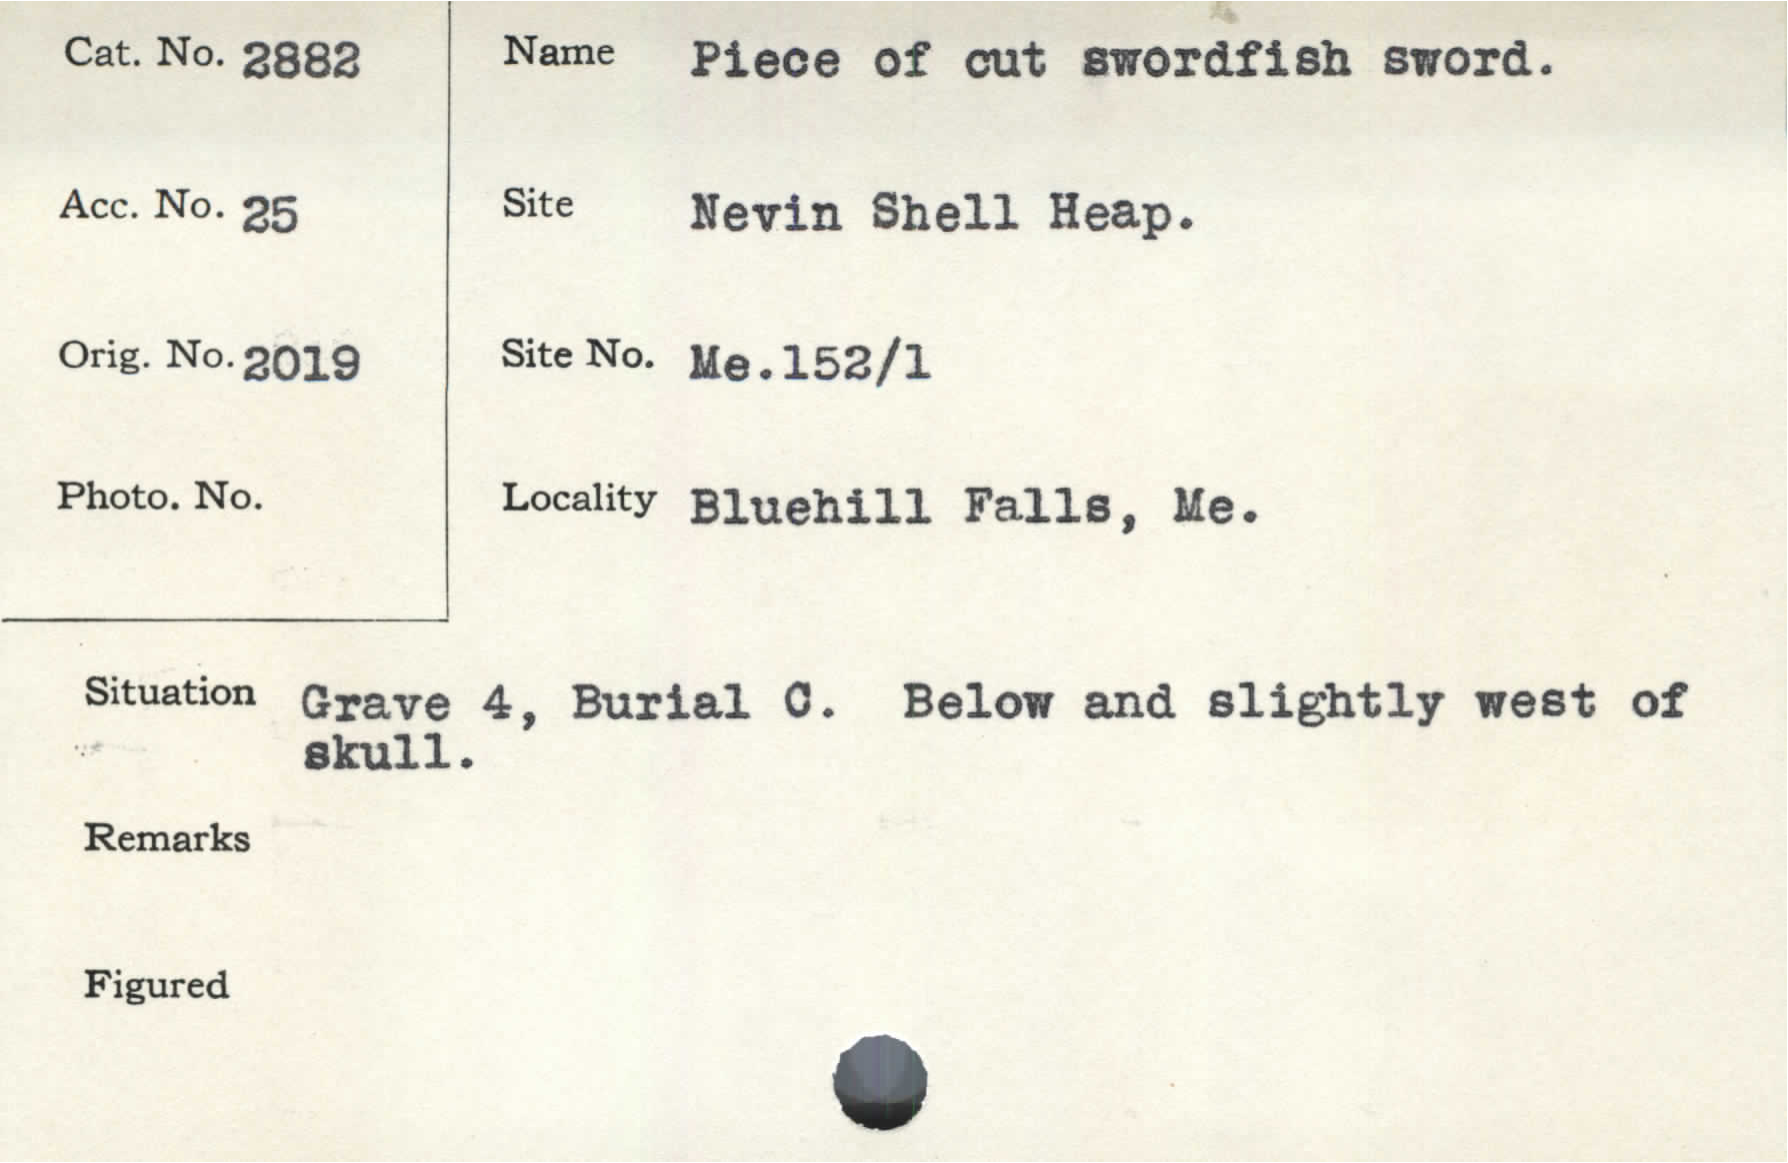 Cat. No. 2882
Name Piece of cut swordfish sword.
Acc. No. 25
Site Nevin Shell Heap.
Orig. No. 2019
Site No. Me.152/1
Photo. No.
Locality Bluehill Falls, Me.
Situation Grave 4, Burial C. Below and slightly west of
skull.
Remarks
Figured